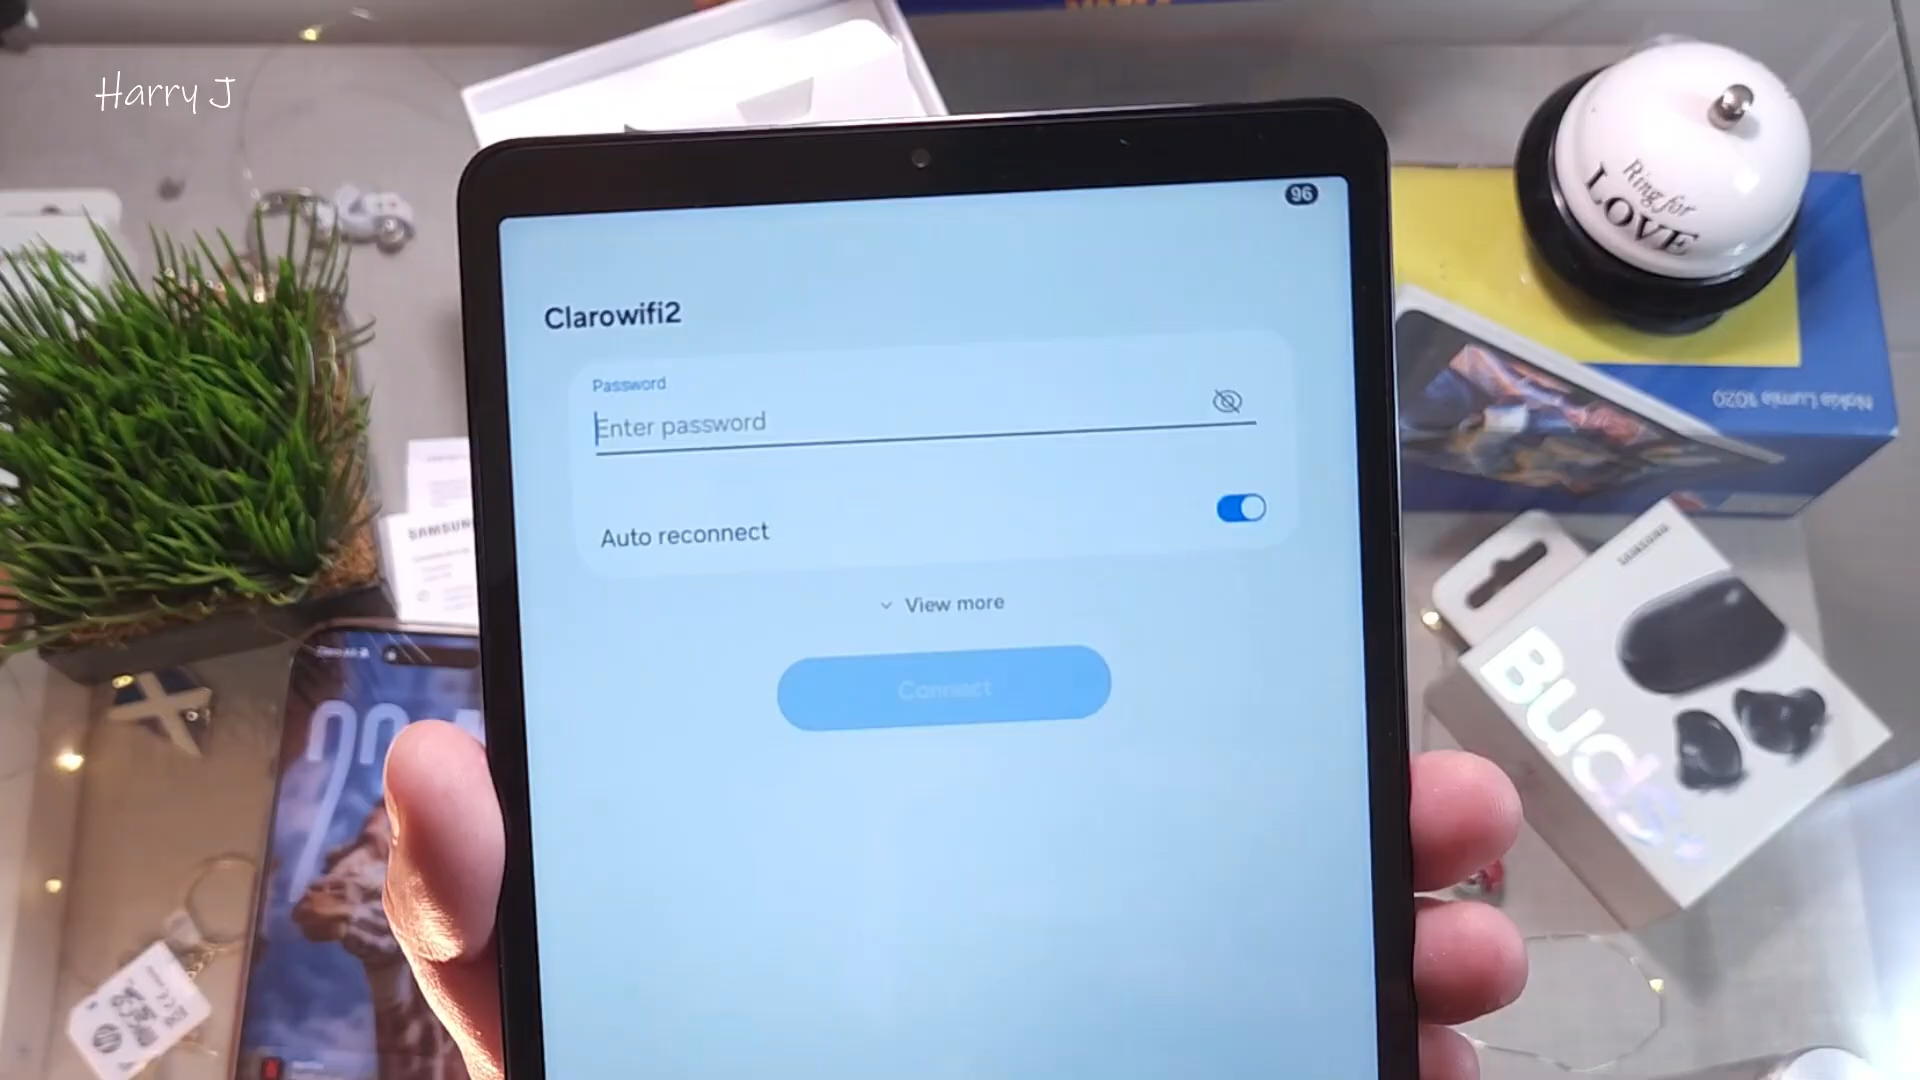 Harry J
96
Clarowifi2
Password
Enter password
Auto reconnect
View more
Connect
Ring for
LOVE
Nokia Lumia 1020
SAMSUNG
SAMSUNG
Buds